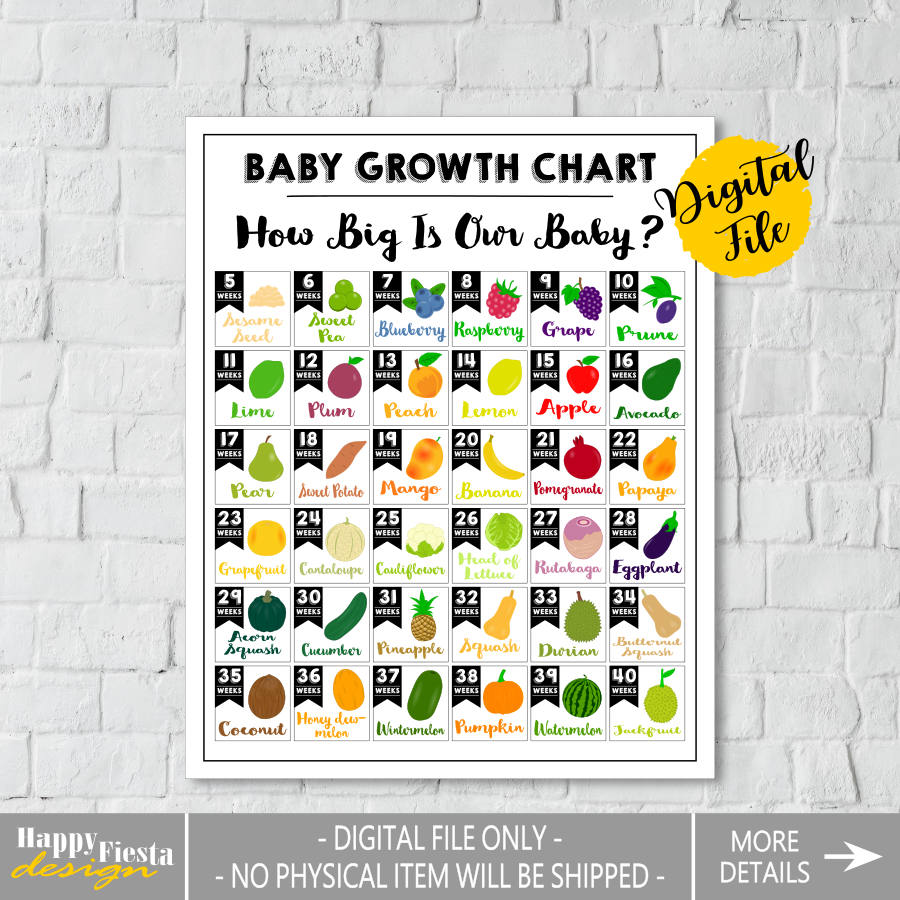 BABY GROWTH CHART
How Big Is Our Baby?
Digital
File
5 WEEKS
Sesame
Seed
6 WEEKS
Sweet
Pea
7 WEEKS
Blueberry
8 WEEKS
Raspberry
9 WEEKS
Grape
10 WEEKS
Prune
11 WEEKS
Lime
12 WEEKS
Plum
13 WEEKS
Peach
14 WEEKS
Lemon
15 WEEKS
Apple
16 WEEKS
Avocado
17 WEEKS
Pear
18 WEEKS
Sweet Potato
19 WEEKS
Mango
20 WEEKS
Banana
21 WEEKS
Pomegranate
22 WEEKS
Papaya
23 WEEKS
Grapefruit
24 WEEKS
Cantaloupe
25 WEEKS
Cauliflower
26 WEEKS
Head of
Lettuce
27 WEEKS
Rutabaga
28 WEEKS
Eggplant
29 WEEKS
Acorn
Squash
30 WEEKS
Cucumber
31 WEEKS
Pineapple
32 WEEKS
Squash
33 WEEKS
Durian
34 WEEKS
Butternut
Squash
35 WEEKS
Coconut
36 WEEKS
Honey dew-
melon
37 WEEKS
Wintermelon
38 WEEKS
Pumpkin
39 WEEKS
Watermelon
40 WEEKS
Jackfruit
Happy Fiesta
design
- DIGITAL FILE ONLY -
- NO PHYSICAL ITEM WILL BE SHIPPED -
MORE
DETAILS